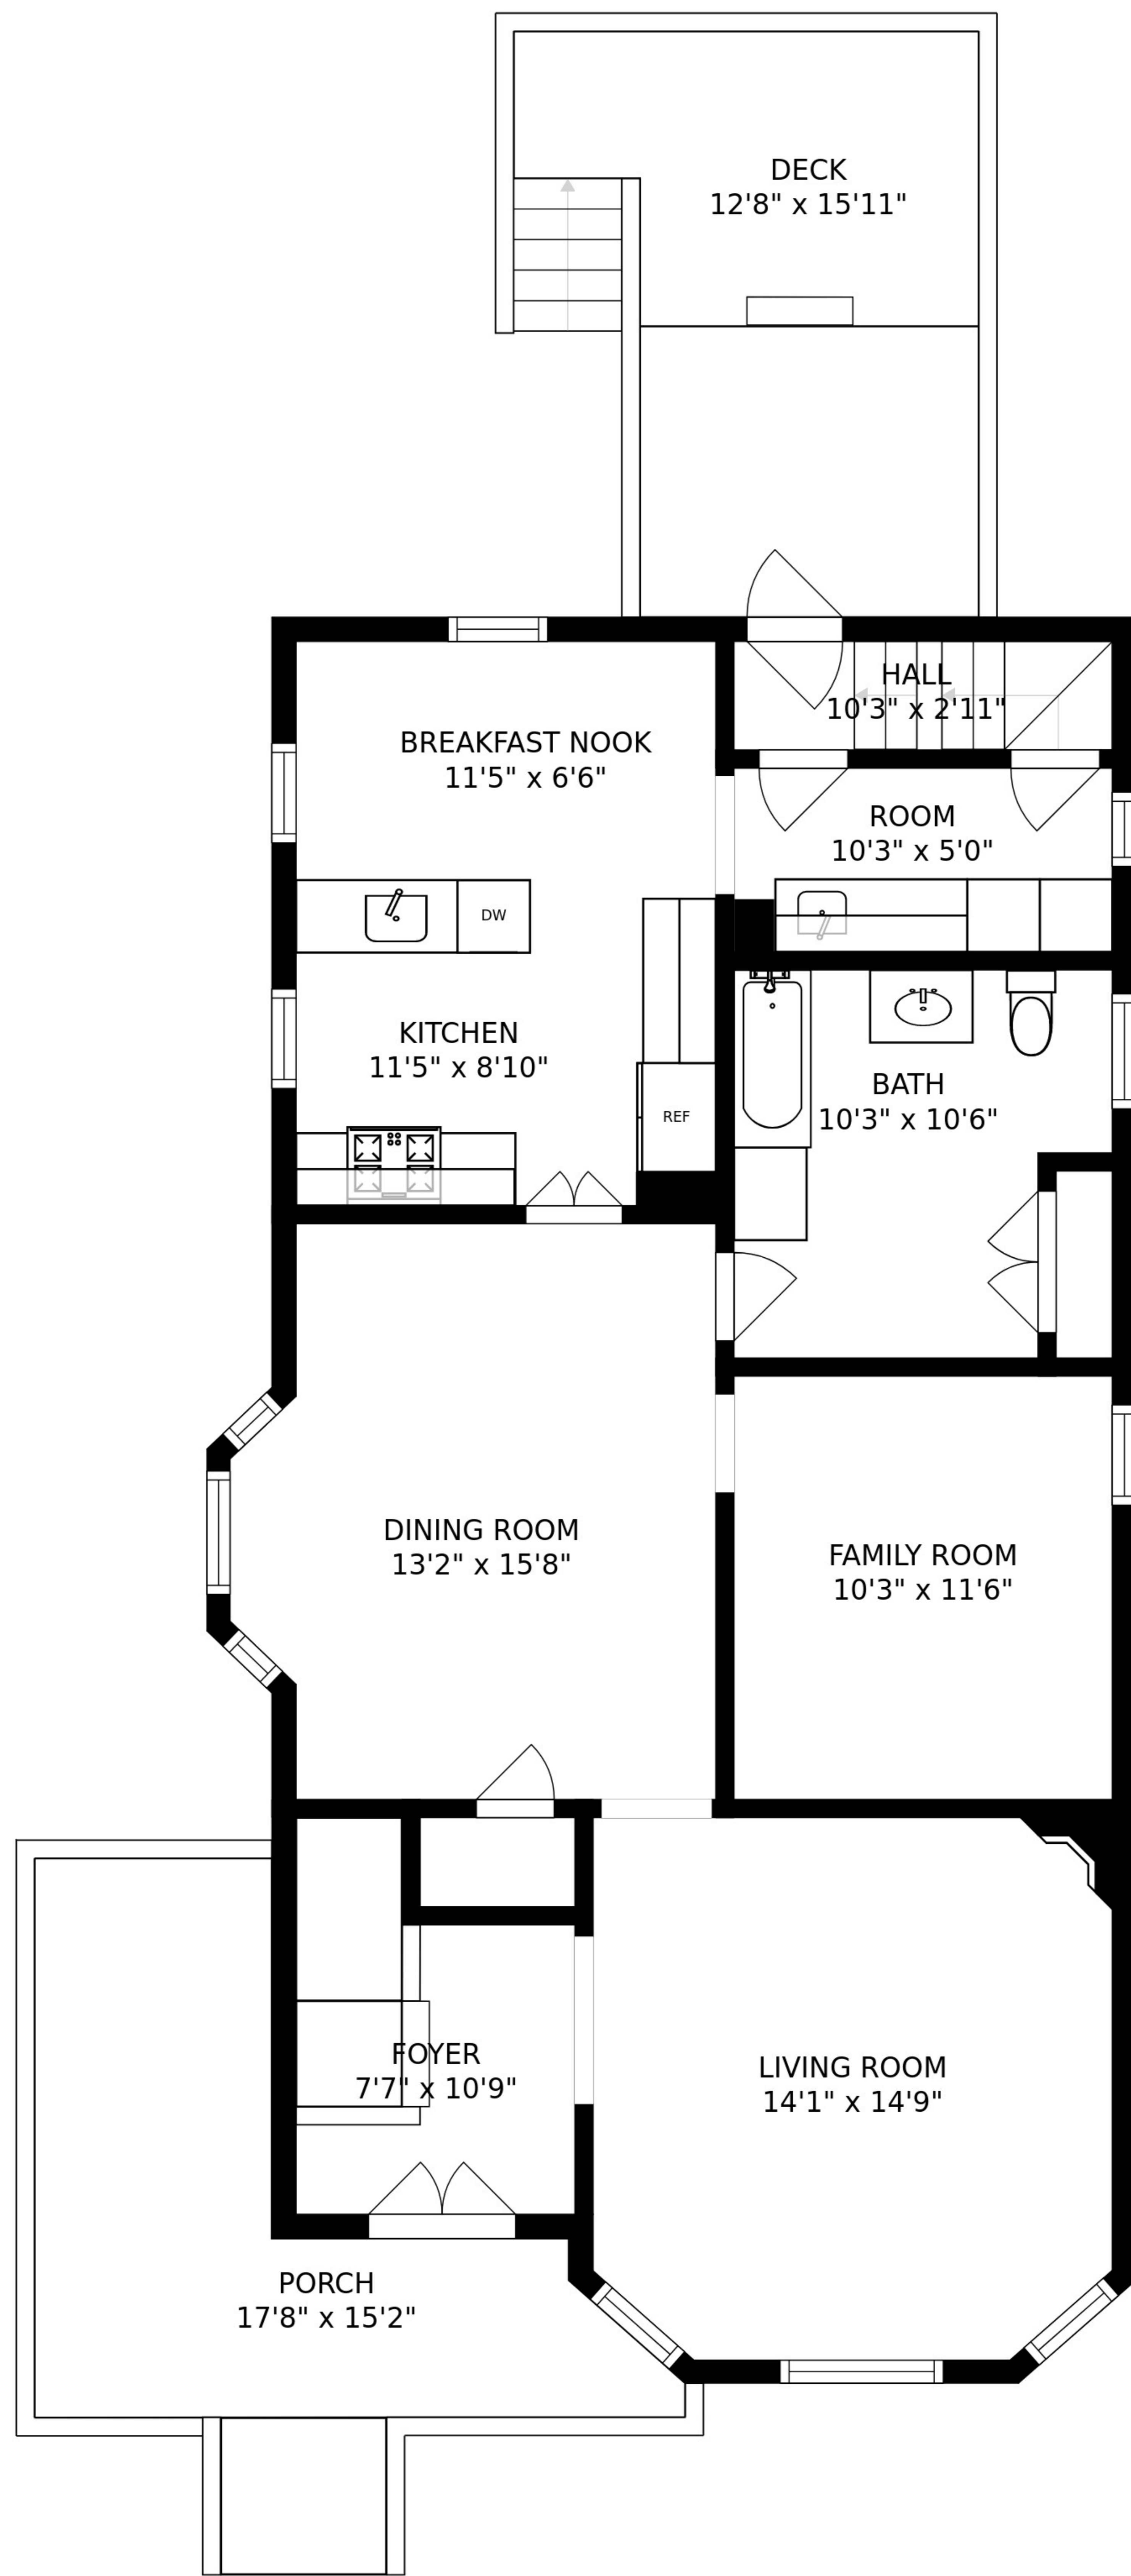 DECK
12'8" x 15'11"
HALL
10'3" x 2'11"
BREAKFAST NOOK
11'5" x 6'6"
ROOM
10'3" x 5'0"
DW
KITCHEN
11'5" x 8'10"
REF
BATH
10'3" x 10'6"
DINING ROOM
13'2" x 15'8"
FAMILY ROOM
10'3" x 11'6"
FOYER
7'7" x 10'9"
LIVING ROOM
14'1" x 14'9"
PORCH
17'8" x 15'2"